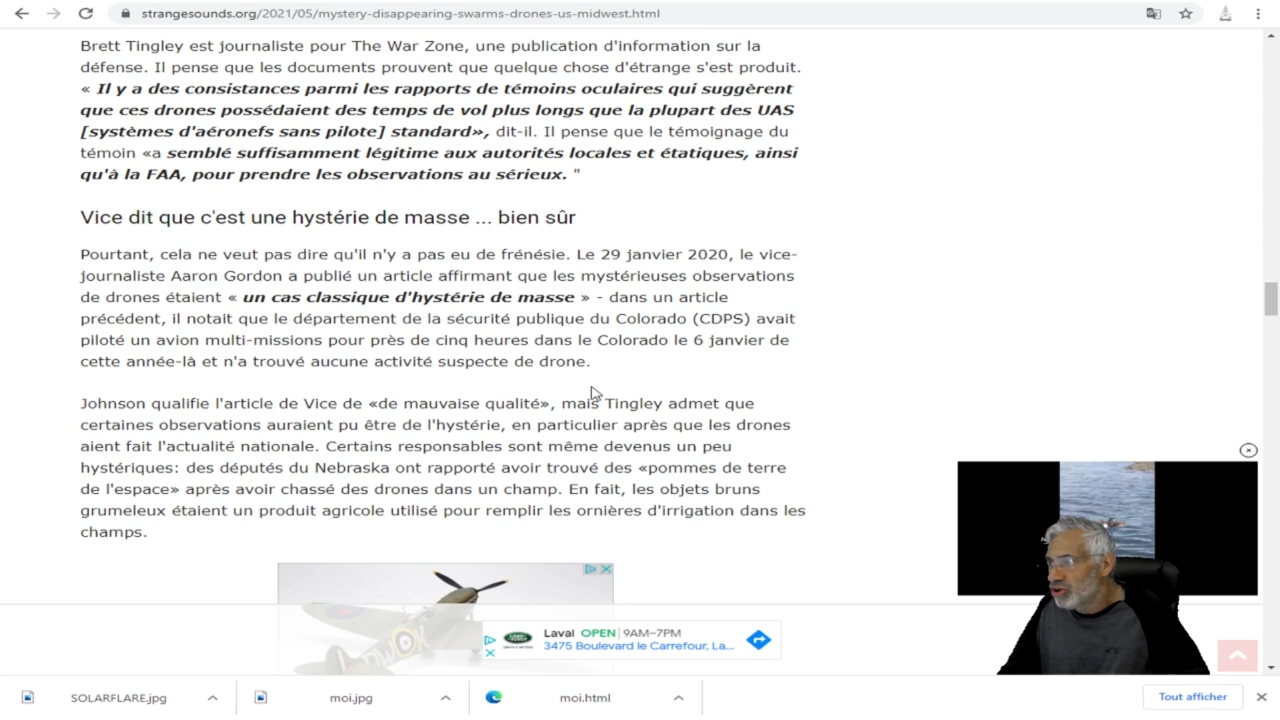 strangesounds.org/2021/05/mystery-disappearing-swarms-drones-us-midwest.html
Brett Tingley est journaliste pour The War Zone, une publication d'information sur la
défense. Il pense que les documents prouvent que quelque chose d'étrange s'est produit.
« Il y a des consistances parmi les rapports de témoins oculaires qui suggèrent
que ces drones possédaient des temps de vol plus longs que la plupart des UAS
[systèmes d'aéronefs sans pilote] standard», dit-il. Il pense que le témoignage du
témoin «a semblé suffisamment légitime aux autorités locales et étatiques, ainsi
qu'à la FAA, pour prendre les observations au sérieux. "
Vice dit que c'est une hystérie de masse ... bien sûr
Pourtant, cela ne veut pas dire qu'il n'y a pas eu de frénésie. Le 29 janvier 2020, le vice-
journaliste Aaron Gordon a publié un article affirmant que les mystérieuses observations
de drones étaient « un cas classique d'hystérie de masse » - dans un article
précédent, il notait que le département de la sécurité publique du Colorado (CDPS) avait
piloté un avion multi-missions pour près de cinq heures dans le Colorado le 6 janvier de
cette année-là et n'a trouvé aucune activité suspecte de drone.
Johnson qualifie l'article de Vice de «de mauvaise qualité», mais Tingley admet que
certaines observations auraient pu être de l'hystérie, en particulier après que les drones
aient fait l'actualité nationale. Certains responsables sont même devenus un peu
hystériques: des députés du Nebraska ont rapporté avoir trouvé des «pommes de terre
de l'espace» après avoir chassé des drones dans un champ. En fait, les objets bruns
grumeleux étaient un produit agricole utilisé pour remplir les ornières d'irrigation dans les
champs.
Laval OPEN 9AM–7PM
3475 Boulevard le Carrefour, La...
SOLARFLARE.jpg
moi.jpg
moi.html
Tout afficher